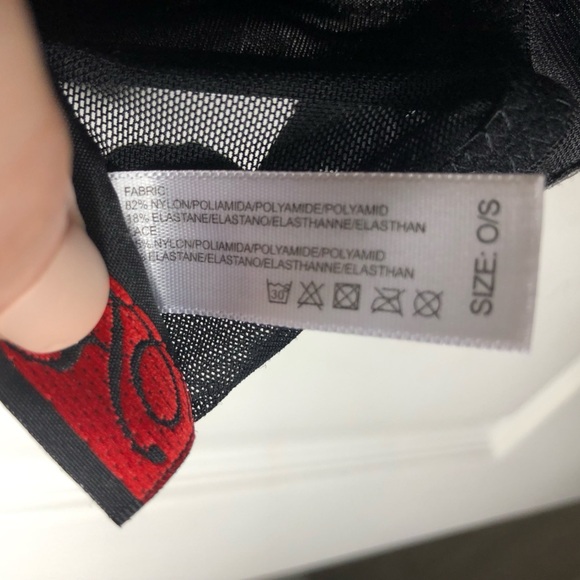 FABRIC:
82% NYLON/POLIAMIDA/POLYAMIDE/POLYAMID
18% ELASTANE/ELASTANO/ELASTHANNE/ELASTHAN
NYLON/POLIAMIDA/POLYAMIDE/POLYAMID
ELASTANE/ELASTANO/ELASTHANNE/ELASTHAN
30
SIZE: O/S